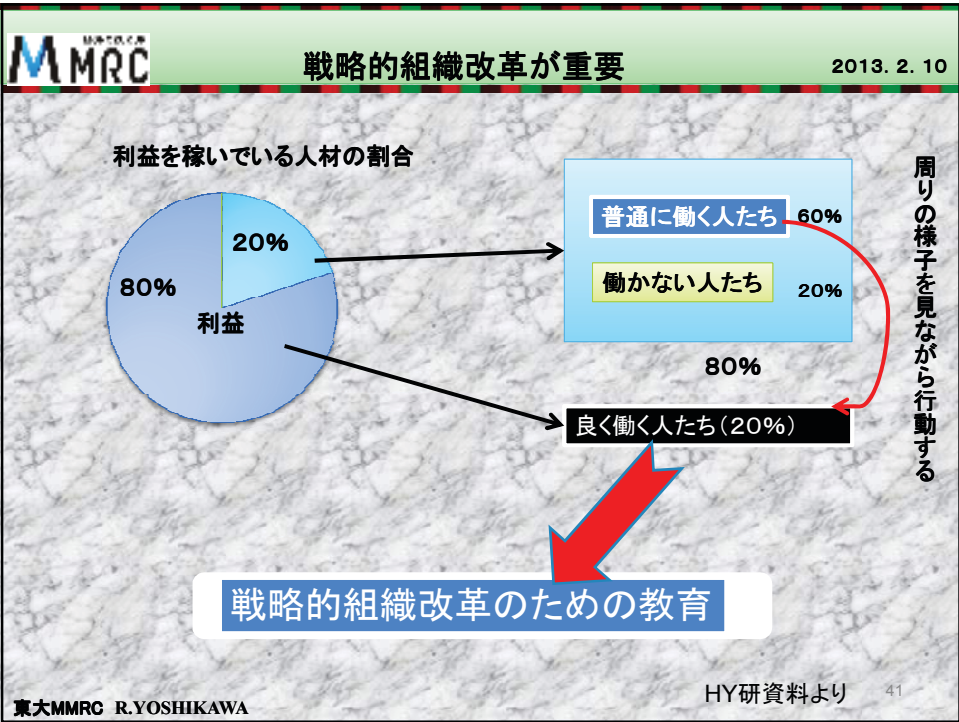 MMRC
戦略的組織改革が重要
2013. 2. 10
利益を稼いでいる人材の割合
20%
80%
利益
普通に働く人たち 60%
働かない人たち 20%
80%
良く働く人たち(20%)
周りの様子を見ながら行動する
戦略的組織改革のための教育
HY研資料より
41
東大MMRC R.YOSHIKAWA